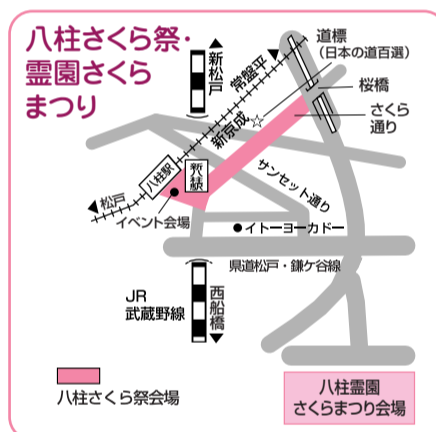 八柱さくら祭・
霊園さくら
まつり
▲新松戸
常盤平▶
道標
(日本の道百選)
桜橋
さくら
通り
新京成
☆
八柱駅
新八柱駅
サンセット通り
◀松戸
イベント会場
●イトーヨーカドー
県道松戸・鎌ケ谷線
JR
武蔵野線
西船橋▼
八柱さくら祭会場
八柱霊園
さくらまつり会場